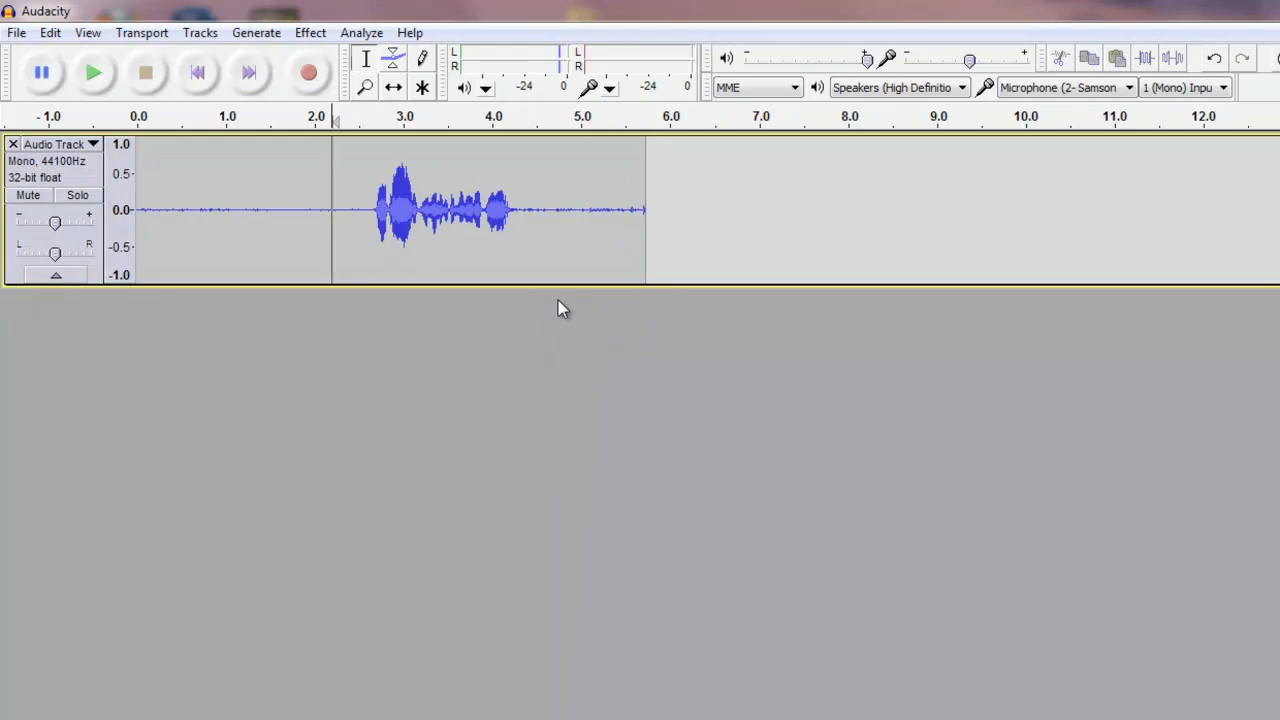 Audacity
File Edit View Transport Tracks Generate Effect Analyze Help
L
R
-24 0
L
R
-24 0
- +
- +
MME Speakers (High Definitio Microphone (2- Samson 1 (Mono) Inpu
-1.0 0.0 1.0 2.0 3.0 4.0 5.0 6.0 7.0 8.0 9.0 10.0 11.0 12.0
Audio Track
Mono, 44100Hz
32-bit float
Mute Solo
- +
L R
1.0
0.5
0.0
-0.5
-1.0